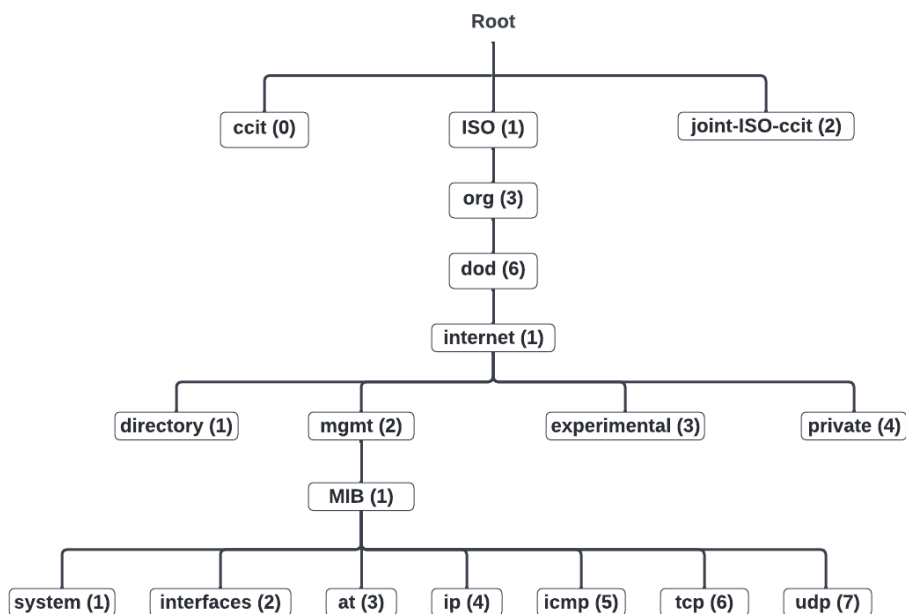 Root
ccit (0)
ISO (1)
joint-ISO-ccit (2)
org (3)
dod (6)
internet (1)
directory (1)
mgmt (2)
experimental (3)
private (4)
MIB (1)
system (1)
interfaces (2)
at (3)
ip (4)
icmp (5)
tcp (6)
udp (7)